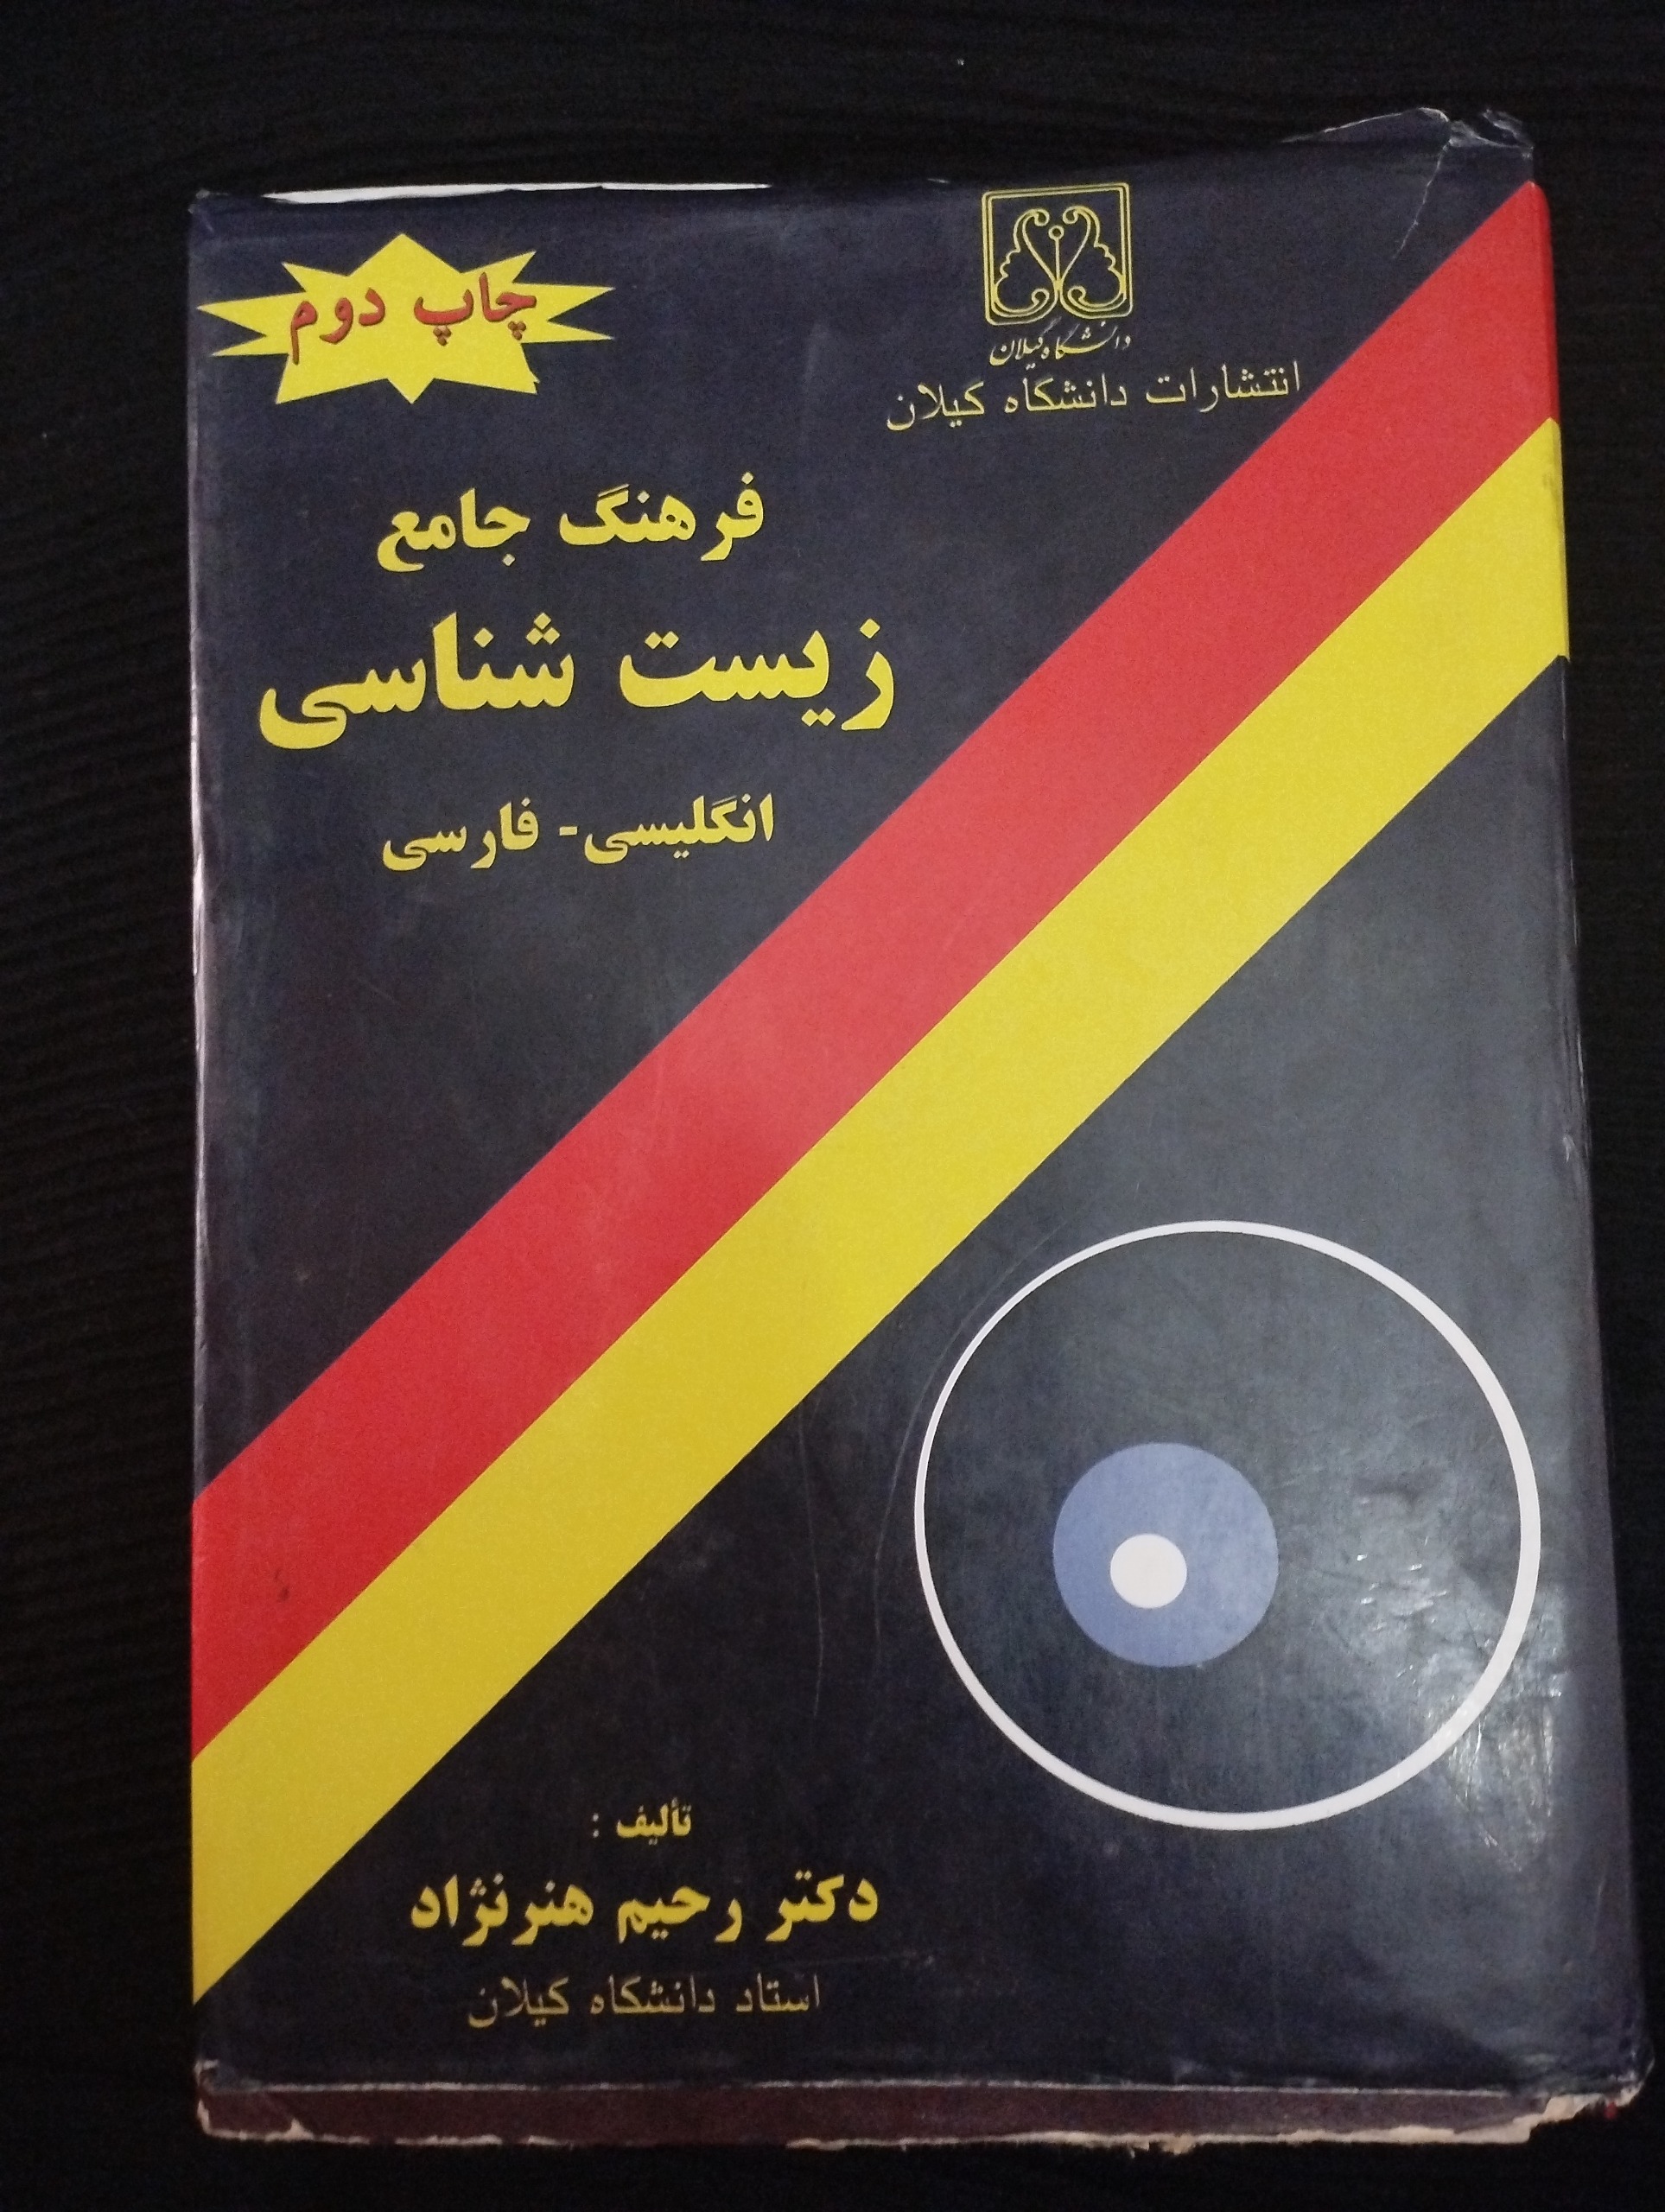 دانشگاه گیلان
انتشارات دانشگاه گیلان
چاپ دوم
فرهنگ جامع
زیست شناسی
انگلیسی - فارسی
تألیف :
دکتر رحیم هنرنژاد
استاد دانشگاه گیلان